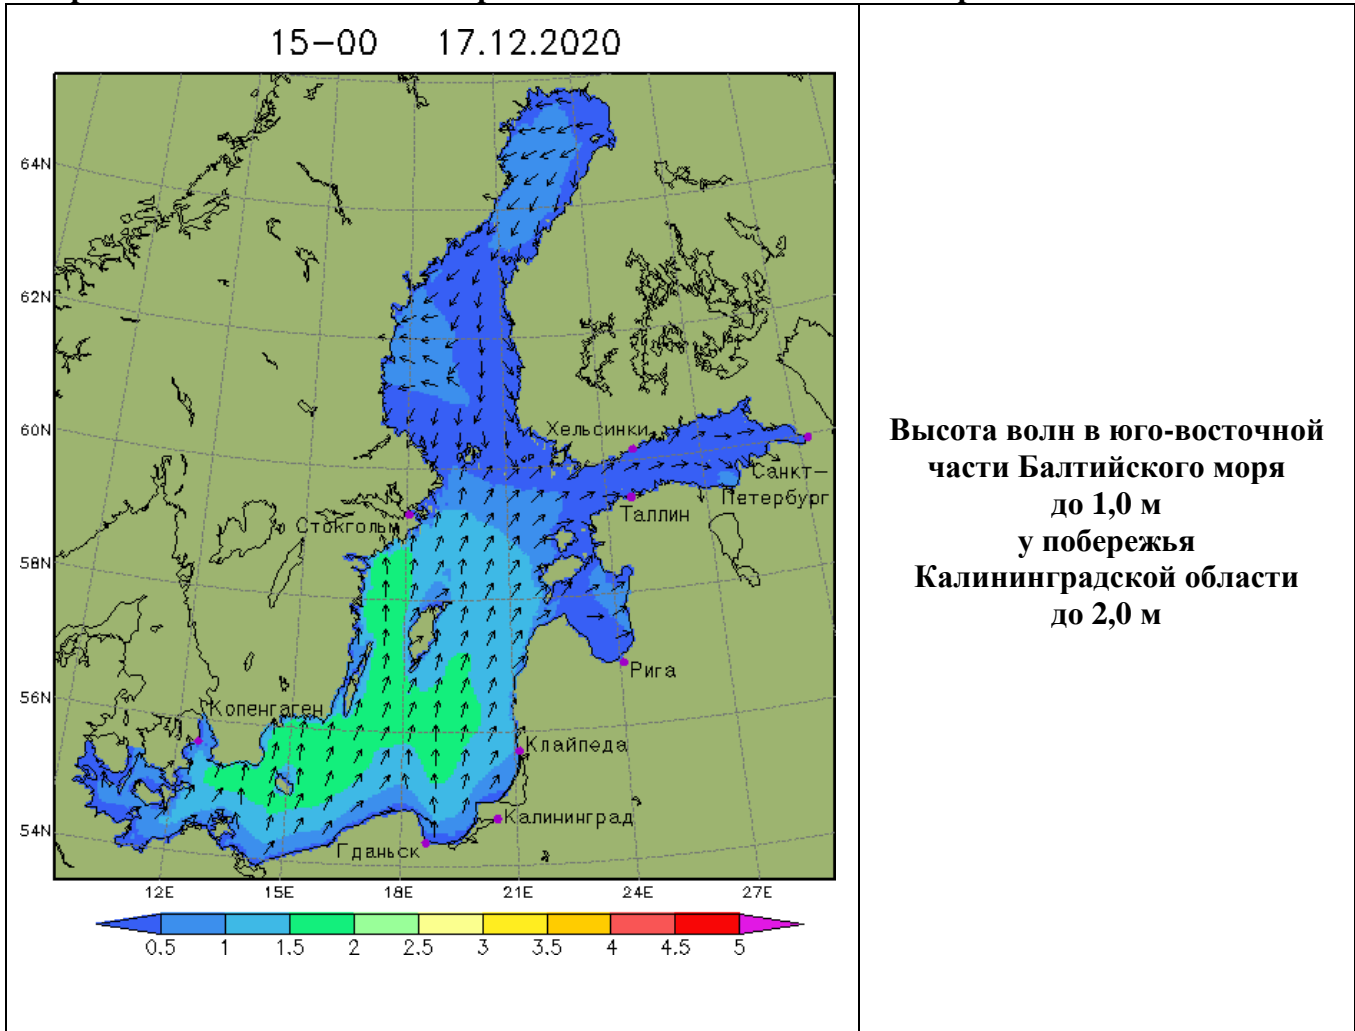 15-00 17.12.2020
64N
62N
60N
58N
56N
54N
Хельсинки
Санкт-
Петербург
Таллин
Стокгольм
Рига
Копенгаген
Клайпеда
Калининград
Гданьск
12E 15E 18E 21E 24E 27E
0.5 1 1.5 2 2.5 3 3.5 4 4.5 5
Высота волн в юго-восточной
части Балтийского моря
до 1,0 м
у побережья
Калининградской области
до 2,0 м